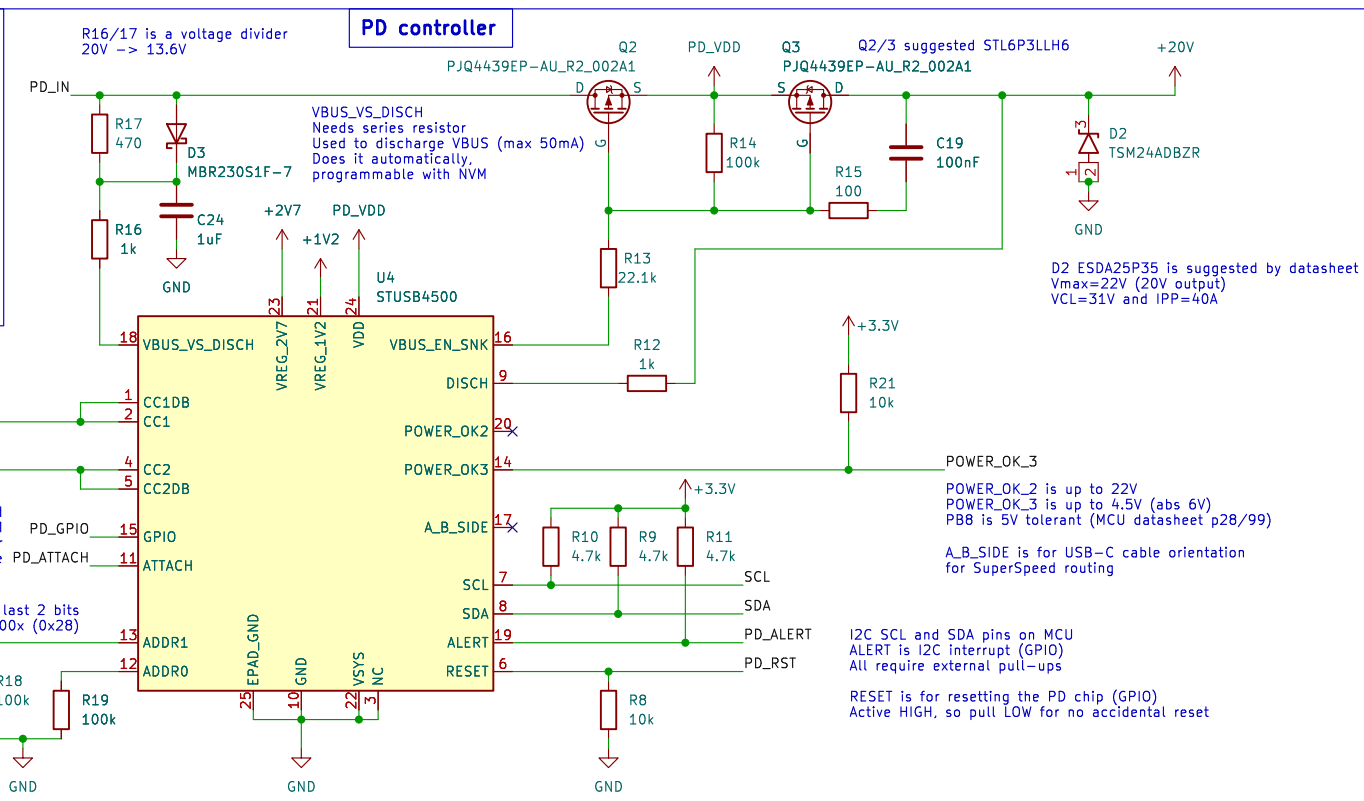 PD controller
R16/17 is a voltage divider
20V -> 13.6V
Q2
PJQ4439EP-AU_R2_002A1
PD_VDD
Q3
PJQ4439EP-AU_R2_002A1
Q2/3 suggested STL6P3LLH6
+20V
PD_IN
D
S
G
S
D
G
R17
470
D3
MBR230S1F-7
VBUS_VS_DISCH
Needs series resistor
Used to discharge VBUS (max 50mA)
Does it automatically,
programmable with NVM
R14
100k
C19
100nF
R15
100
3
D2
TSM24ADBZR
1
2
GND
R16
1k
C24
1uF
GND
+2V7
+1V2
PD_VDD
R13
22.1k
D2 ESDA25P35 is suggested by datasheet
Vmax=22V (20V output)
VCL=31V and IPP=40A
U4
STUSB4500
23
21
24
VREG_2V7
VREG_1V2
VDD
18
VBUS_VS_DISCH
VBUS_EN_SNK
16
R12
1k
DISCH
9
+3.3V
R21
10k
1
CC1DB
2
CC1
POWER_OK2
20
4
CC2
5
CC2DB
POWER_OK3
14
POWER_OK_3
POWER_OK_2 is up to 22V
POWER_OK_3 is up to 4.5V (abs 6V)
PB8 is 5V tolerant (MCU datasheet p28/99)
A_B_SIDE is for USB-C cable orientation
for SuperSpeed routing
+3.3V
A_B_SIDE
17
R10
4.7k
R9
4.7k
R11
4.7k
PD_GPIO
15
GPIO
PD_ATTACH
11
ATTACH
SCL
7
SCL
SDA
8
SDA
last 2 bits
00x (0x28)
13
ADDR1
ALERT
19
PD_ALERT
12
ADDR0
RESET
6
PD_RST
I2C SCL and SDA pins on MCU
ALERT is I2C interrupt (GPIO)
All require external pull-ups
RESET is for resetting the PD chip (GPIO)
Active HIGH, so pull LOW for no accidental reset
EPAD_GND
GND
VSYS
NC
25
10
22
3
R18
100k
R19
100k
R8
10k
GND
GND
GND